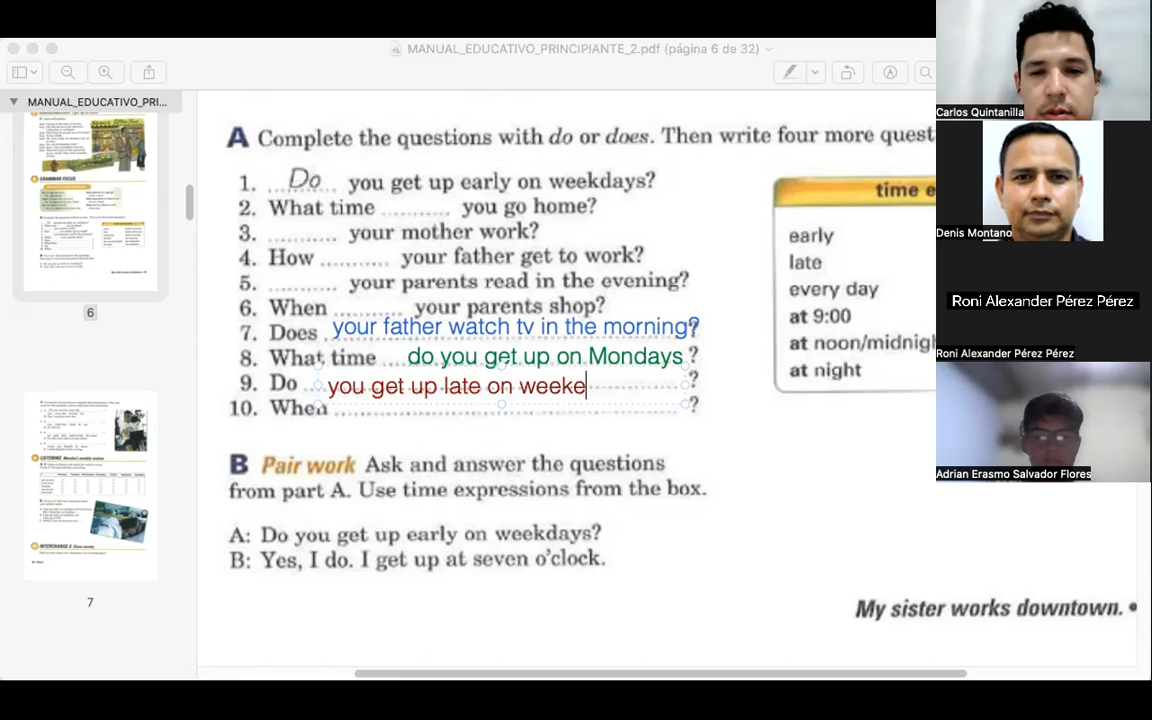 MANUAL_EDUCATIVO_PRINCIPIANTE_2.pdf (página 6 de 32)
MANUAL_EDUCATIVO_PRI...
6
7
A Complete the questions with do or does. Then write four more quest
1. Do you get up early on weekdays?
2. What time .......... you go home?
3. .......... your mother work?
4. How .......... your father get to work?
5. .......... your parents read in the evening?
6. When .......... your parents shop?
7. Does your father watch tv in the morning?
8. What time ....do you get up on Mondays ?
9. Do ...you get up late on weeke ?
10. When .......... ?
time e
early
late
every day
at 9:00
at noon/midnigh
at night
B Pair work Ask and answer the questions
from part A. Use time expressions from the box.
A: Do you get up early on weekdays?
B: Yes, I do. I get up at seven o'clock.
My sister works downtown. •
Carlos Quintanilla
Denis Montano
Roni Alexander Pérez Pérez
Roni Alexander Pérez Pérez
Adrian Erasmo Salvador Flores